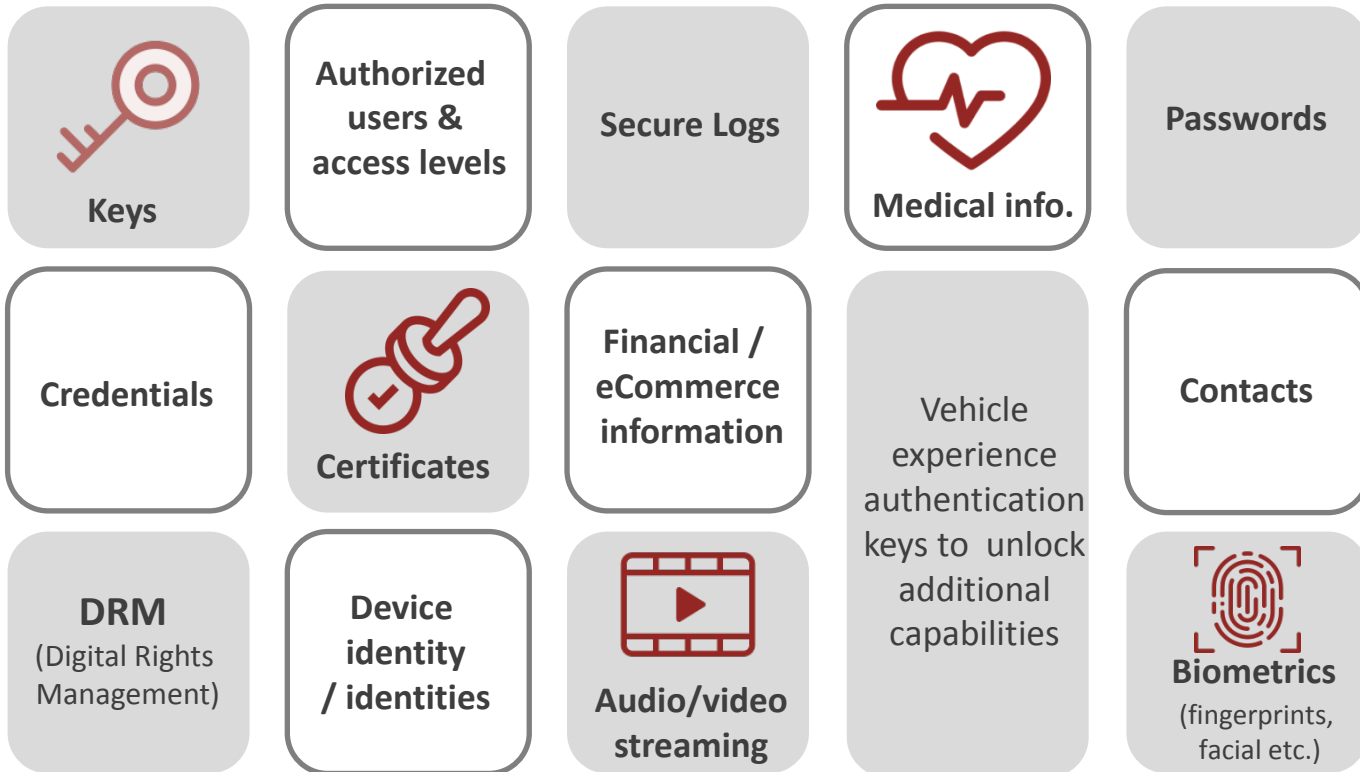 Keys
Authorized
users &
access levels
Secure Logs
Medical info.
Passwords
Credentials
Certificates
Financial /
eCommerce
information
Vehicle
experience
authentication
keys to unlock
additional
capabilities
Contacts
DRM
(Digital Rights
Management)
Device
identity
/ identities
Audio/video
streaming
Biometrics
(fingerprints,
facial etc.)